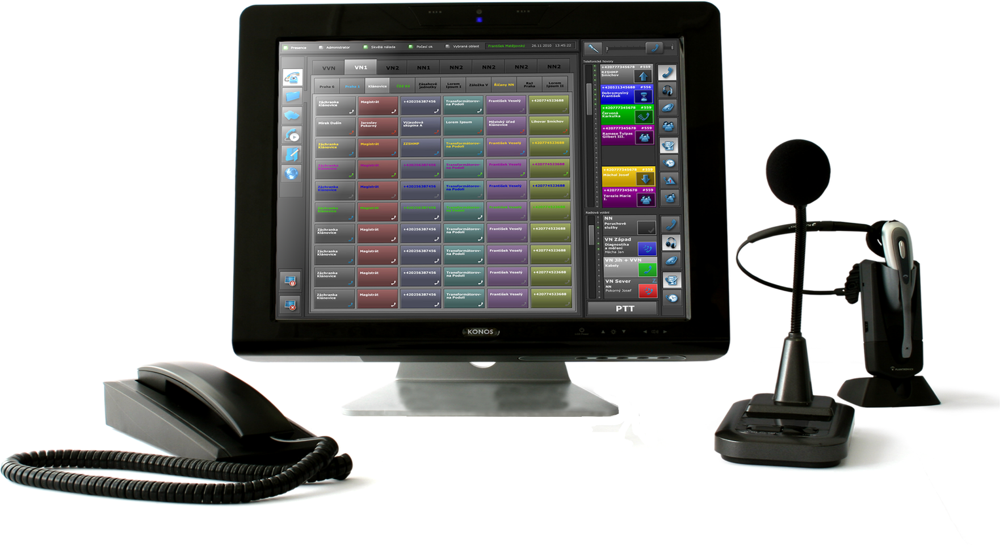 Presence
Administrator
Skvělá nálada
Počasí ok
Vybraná oblast
František Matějovský
26.11 2010
13:45:22
VVN
VN1
VN2
NN1
NN2
NN2
NN2
NN2
Praha 6
Praha 1
Klánovice
ČEZ 62
Zásahové
jednotky
Lorem
Ipsum I
Záložka V
Říčany NN
RaJ
Praha
Lorem
Ipsum II
Záchranka
Klánovice
Magistrát
+420256387456
Transformátorov-
na Podolí
František Veselý
+420774523688
Mirek Dušín
Jaroslav
Pokorný
Výjezdová
skupina A
Lorem Ipsum
Městský úřad
Klánovice
Lihovar Smíchov
Záchranka
Klánovice
Magistrát
ZZSHMP
Transformátorov-
na Podolí
František Veselý
+420774523688
Záchranka
Klánovice
Magistrát
+420256387456
Transformátorov-
na Podolí
František Veselý
+420774523688
Záchranka
Klánovice
Magistrát
+420256387456
Transformátorov-
na Podolí
František Veselý
+420774523688
Záchranka
Klánovice
Magistrát
+420256387456
Transformátorov-
na Podolí
František Veselý
Záchranka
Klánovice
Magistrát
+420256387456
Transformátorov-
na Podolí
František Veselý
+420774523688
Záchranka
Klánovice
Magistrát
+420256387456
Transformátorov-
na Podolí
František Veselý
+420774523688
Záchranka
Klánovice
Magistrát
+420256387456
Transformátorov-
na Podolí
František Veselý
+420774523688
Záchranka
Klánovice
Magistrát
+420256387456
Transformátorov-
na Podolí
František Veselý
+420774523688
Telefonické hovory
+420777345678 #559
RZSHMP
Smíchov
+420521345688 #556
Dobromyslný
František
+420777345678 #559
Červená
Karkulka
+420777345678 #559
Ramese Ťulpas
Gilbert III.
+420777345678 #559
Máchal Josef
+420777345678 #559
Terezie Marie
I.
Radiová volání
NN
Poruchové
služby
VN Západ
Diagnostika
a měření
Mácha Jan
VN Jih + VVN
Kabely
VN Sever Z
NN
Pokorný Josef
PTT
KONOS
PLANTRONICS